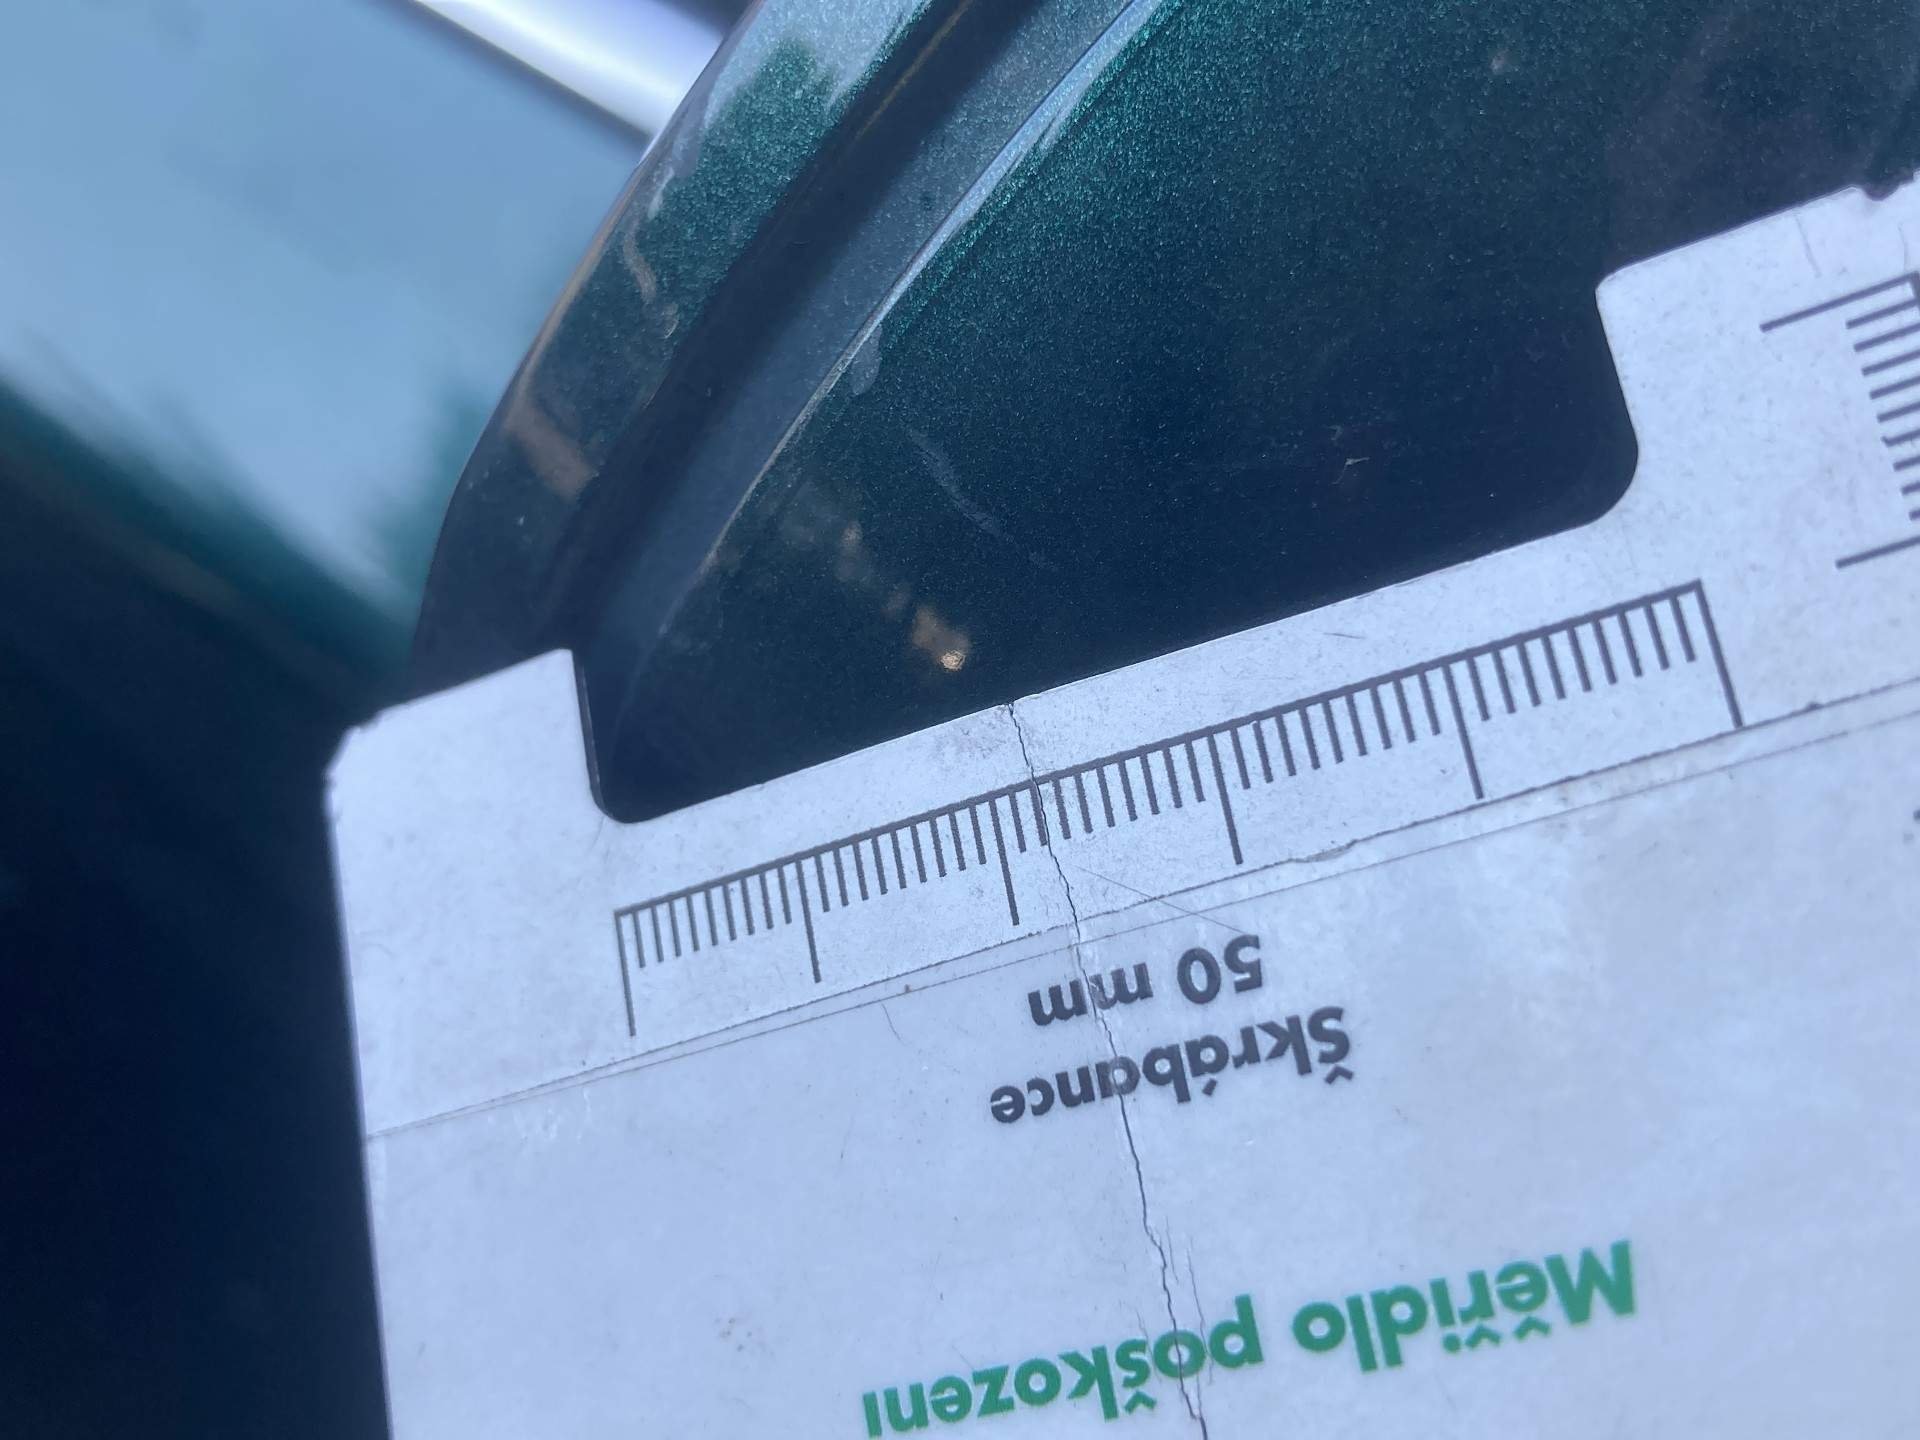 Měřidlo poškození
Škrábance
50 mm